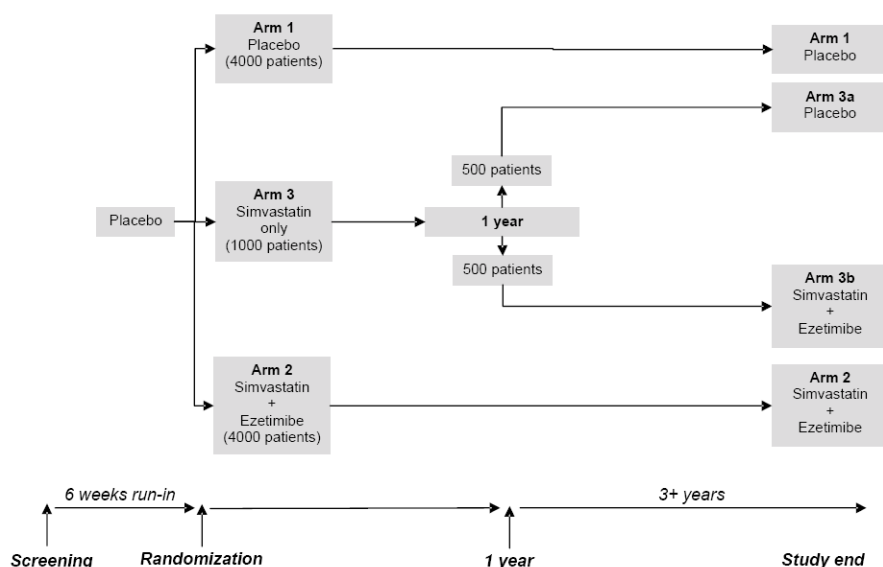 Arm 1
Placebo
(4000 patients)
Arm 1
Placebo
Arm 3a
Placebo
500 patients
Placebo
Arm 3
Simvastatin
only
(1000 patients)
1 year
500 patients
Arm 3b
Simvastatin
+
Ezetimibe
Arm 2
Simvastatin
+
Ezetimibe
(4000 patients)
Arm 2
Simvastatin
+
Ezetimibe
6 weeks run-in
3+ years
Screening
Randomization
1 year
Study end